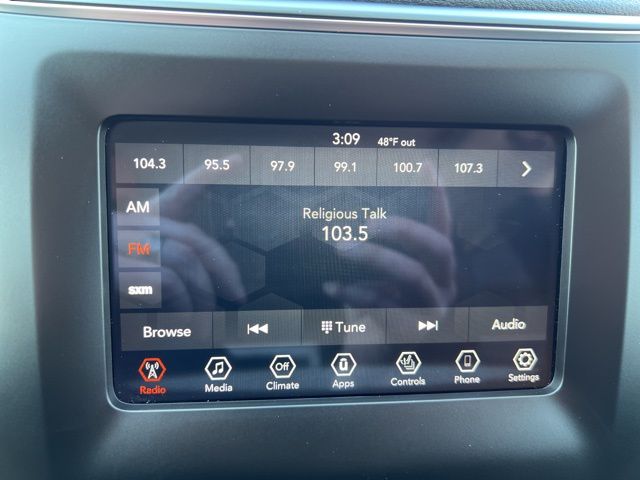 3:09 48°F out
104.3 95.5 97.9 99.1 100.7 107.3
AM
Religious Talk
103.5
FM
sxm
Browse Tune Audio
Off ū
Radio Media Climate Apps Controls Phone Settings